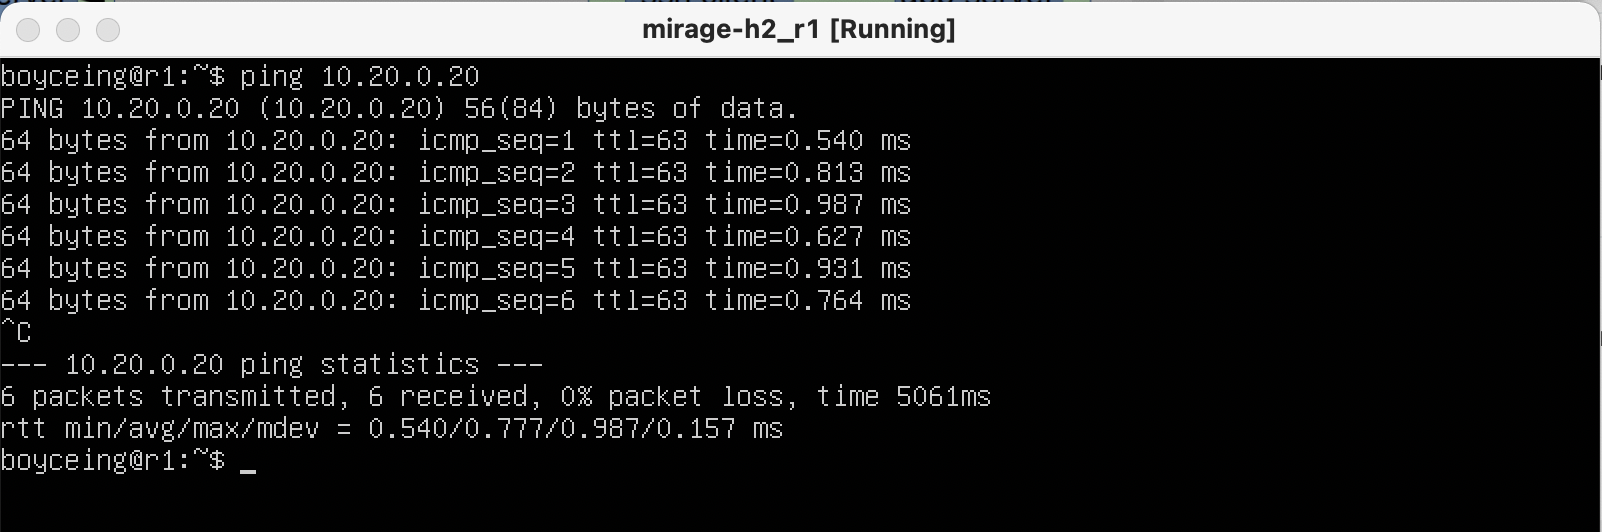 mirage-h2_r1 [Running]
boyceing@r1:~$ ping 10.20.0.20
PING 10.20.0.20 (10.20.0.20) 56(84) bytes of data.
64 bytes from 10.20.0.20: icmp_seq=1 ttl=63 time=0.540 ms
64 bytes from 10.20.0.20: icmp_seq=2 ttl=63 time=0.813 ms
64 bytes from 10.20.0.20: icmp_seq=3 ttl=63 time=0.987 ms
64 bytes from 10.20.0.20: icmp_seq=4 ttl=63 time=0.627 ms
64 bytes from 10.20.0.20: icmp_seq=5 ttl=63 time=0.931 ms
64 bytes from 10.20.0.20: icmp_seq=6 ttl=63 time=0.764 ms
^C
--- 10.20.0.20 ping statistics ---
6 packets transmitted, 6 received, 0% packet loss, time 5061ms
rtt min/avg/max/mdev = 0.540/0.777/0.987/0.157 ms
boyceing@r1:~$ _